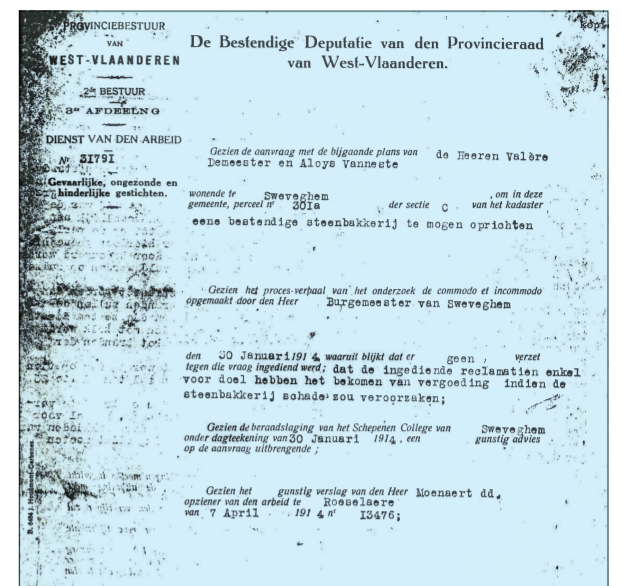 PROVINCIEBESTUUR
VAN
WEST-VLAANDEREN
2de BESTUUR
3de AFDEELNG
DIENST VAN DEN ARBEID
Nr 31791
Gevaarlijke, ongezonde en
hinderlijke gestichten.
De Bestendige Deputatie van den Provincieraad
van West-Vlaanderen.
Gezien de aanvraag met de bijgaande plans van de Heeren Valère
Demeester en Aloys Vanneste
wonende te Sweveghem , om in deze
gemeente, perceel nr 301a der sectie C van het kadaster
eene bestendige steenbakkerij te mogen oprichten
Gezien het proces-verbaal van het onderzoek de commodo et incommodo
opgemaakt door den Heer Burgemeester van Sweveghem
den 30 Januari 1914, waaruit blijkt dat er geen , verzet
tegen die vraag ingediend werd; dat de ingediende reclamatien enkel
voor doel hebben het bekomen van vergoeding indien de
steenbakkerij schade zou veroorzaken;
Gezien de beraadslaging van het Schepenen College van Sweveghem
onder dagteekening van 30 Januari 1914, een gunstig advies
op de aanvraag uitbrengende ;
Gezien het gunstig verslag van den Heer Moenaert dd.
opziener van den arbeid te Roeselaere
van 7 April 1914 nr 13476;